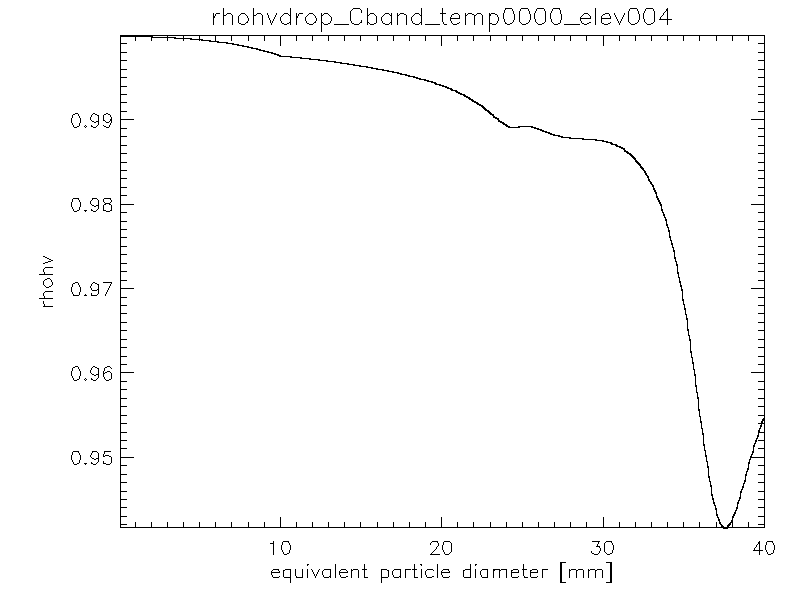 rhohvdrop_Cband_temp0000_elev004
0.99
0.98
0.97
0.96
0.95
rhohv
10 20 30 40
equivalent particle diameter [mm]